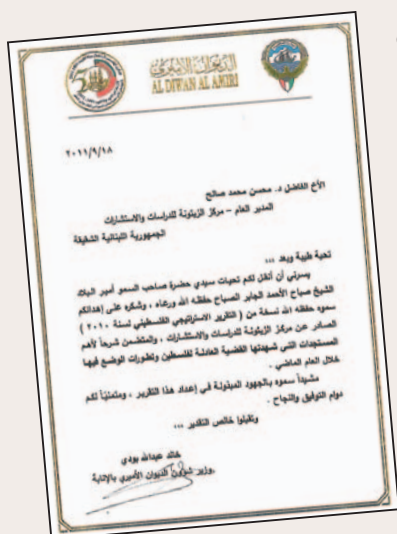 الديوان الأميري
AL DIWAN AL AMIRI
٢٠١١/٩/١٨
الأخ الفاضل د. محسن محمد صالح
المدير العام – مركز الزيتونة للدراسات والاستشارات
الجمهورية اللبنانية الشقيقة
تحية طيبة وبعد ...
يسرني أن أنقل لكم تحيات سيدي حضرة صاحب السمو أمير البلاد
الشيخ صباح الأحمد الجابر الصباح حفظه الله ورعاه ، وشكره على إهدائكم
سموه حفظه الله نسخة من ( التقرير الاستراتيجي الفلسطيني لسنة ٢٠١٠ )
الصادر عن مركز الزيتونة للدراسات والاستشارات ، والمتضمن شرحاً لأهم
المستجدات التي شهدتها القضية العادلة لفلسطين وتطورات الوضع فيها
خلال العام الماضي .
مشيداً سموه بالجهود المبذولة في إعداد هذا التقرير ، ومتمنياً لكم
دوام التوفيق والنجاح .
وتقبلوا خالص التقدير ...
خالد عبدالله بودي
وزير شؤون الديوان الأميري بالإنابة